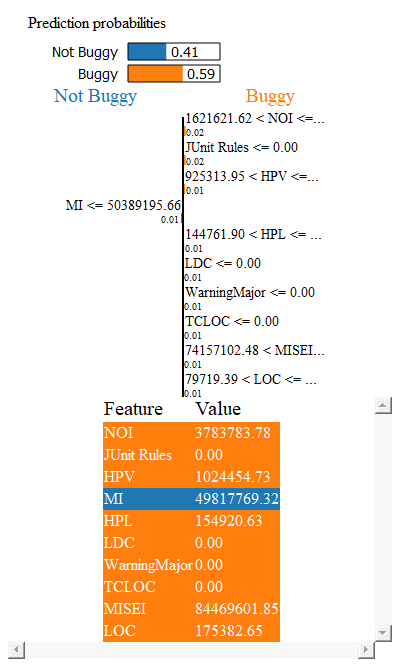 Prediction probabilities
Not Buggy 0.41
Buggy 0.59
Not Buggy Buggy
1621621.62 < NOI <=...
0.02
JUnit Rules <= 0.00
0.02
925313.95 < HPV <=...
0.01
MI <= 50389195.66
0.01
144761.90 < HPL <= ...
0.01
LDC <= 0.00
0.01
WarningMajor <= 0.00
0.01
TCLOC <= 0.00
0.01
74157102.48 < MISEI...
0.01
79719.39 < LOC <= ...
0.01
Feature Value
NOI 3783783.78
JUnit Rules 0.00
HPV 1024454.73
MI 49817769.32
HPL 154920.63
LDC 0.00
WarningMajor 0.00
TCLOC 0.00
MISEI 84469601.85
LOC 175382.65